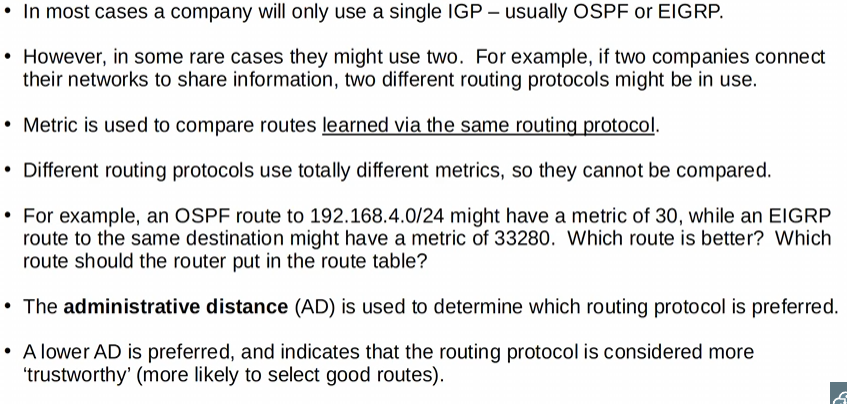 • In most cases a company will only use a single IGP – usually OSPF or EIGRP.
• However, in some rare cases they might use two. For example, if two companies connect
their networks to share information, two different routing protocols might be in use.
• Metric is used to compare routes learned via the same routing protocol.
• Different routing protocols use totally different metrics, so they cannot be compared.
• For example, an OSPF route to 192.168.4.0/24 might have a metric of 30, while an EIGRP
route to the same destination might have a metric of 33280. Which route is better? Which
route should the router put in the route table?
• The administrative distance (AD) is used to determine which routing protocol is preferred.
• A lower AD is preferred, and indicates that the routing protocol is considered more
‘trustworthy’ (more likely to select good routes).